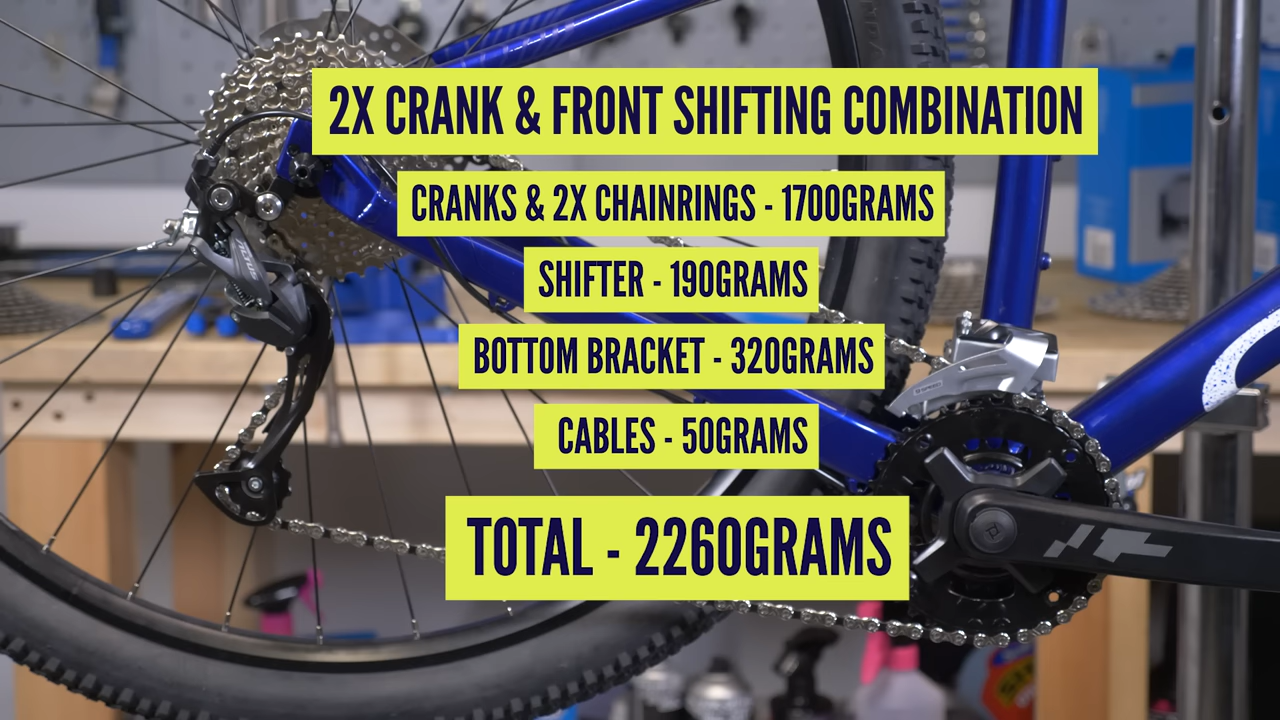 2X CRANK & FRONT SHIFTING COMBINATION
CRANKS & 2X CHAINRINGS - 1700GRAMS
SHIFTER - 190GRAMS
BOTTOM BRACKET - 320GRAMS
CABLES - 50GRAMS
TOTAL - 2260GRAMS